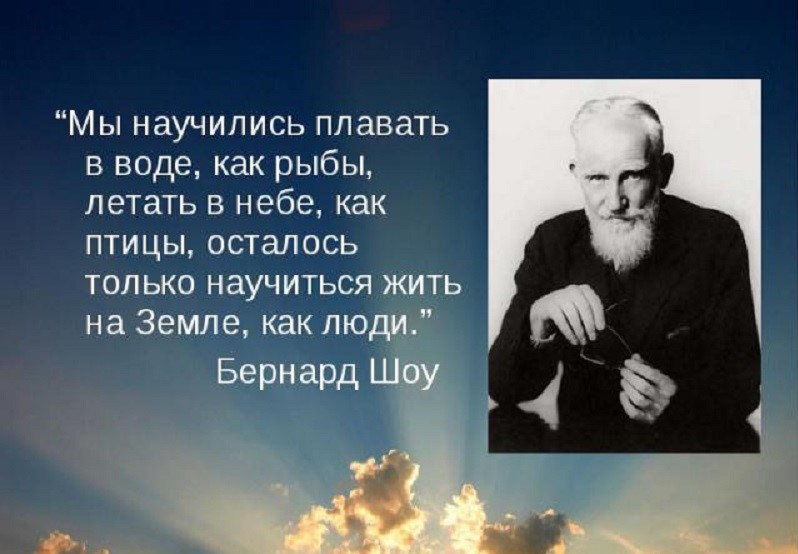 “Мы научились плавать
в воде, как рыбы,
летать в небе, как
птицы, осталось
только научиться жить
на Земле, как люди.”
Бернард Шоу